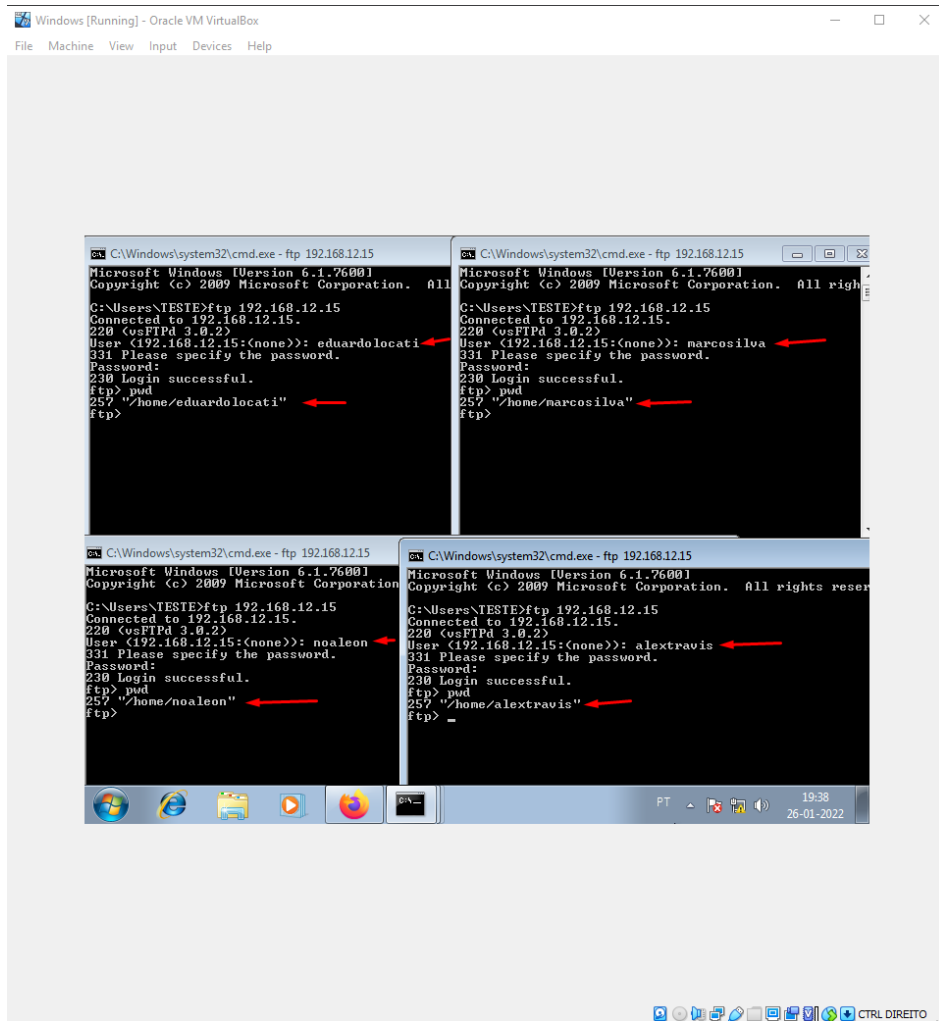 Windows [Running] - Oracle VM VirtualBox
File Machine View Input Devices Help
C:\Windows\system32\cmd.exe - ftp 192.168.12.15
Microsoft Windows [Version 6.1.7600]
Copyright (c) 2009 Microsoft Corporation. All
C:\Users\TESTE>ftp 192.168.12.15
Connected to 192.168.12.15.
220 (vsFTPd 3.0.2)
User (192.168.12.15:(none)): eduardolocati
331 Please specify the password.
Password:
230 Login successful.
ftp> pwd
257 "/home/eduardolocati"
ftp>
C:\Windows\system32\cmd.exe - ftp 192.168.12.15
Microsoft Windows [Version 6.1.7600]
Copyright (c) 2009 Microsoft Corporation. All righ
C:\Users\TESTE>ftp 192.168.12.15
Connected to 192.168.12.15.
220 (vsFTPd 3.0.2)
User (192.168.12.15:(none)): marcosilva
331 Please specify the password.
Password:
230 Login successful.
ftp> pwd
257 "/home/marcosilva"
ftp>
C:\Windows\system32\cmd.exe - ftp 192.168.12.15
Microsoft Windows [Version 6.1.7600]
Copyright (c) 2009 Microsoft Corporation
C:\Users\TESTE>ftp 192.168.12.15
Connected to 192.168.12.15.
220 (vsFTPd 3.0.2)
User (192.168.12.15:(none)): noaleon
331 Please specify the password.
Password:
230 Login successful.
ftp> pwd
257 "/home/noaleon"
ftp>
C:\Windows\system32\cmd.exe - ftp 192.168.12.15
Microsoft Windows [Version 6.1.7600]
Copyright (c) 2009 Microsoft Corporation. All rights reser
C:\Users\TESTE>ftp 192.168.12.15
Connected to 192.168.12.15.
220 (vsFTPd 3.0.2)
User (192.168.12.15:(none)): alextravis
331 Please specify the password.
Password:
230 Login successful.
ftp> pwd
257 "/home/alextravis"
ftp> _
PT
19:38
26-01-2022
CTRL DIREITO